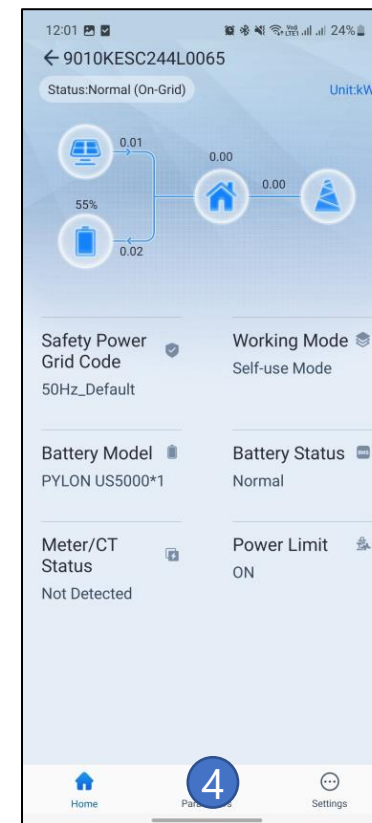 12:01 24%
← 9010KESC244L0065
Status:Normal (On-Grid) Unit:kW
0.01
0.00
0.00
55%
0.02
Safety Power Working Mode
Grid Code Self-use Mode
50Hz_Default
Battery Model Battery Status
PYLON US5000*1 Normal
Meter/CT Power Limit
Status ON
Not Detected
4
Home Settings